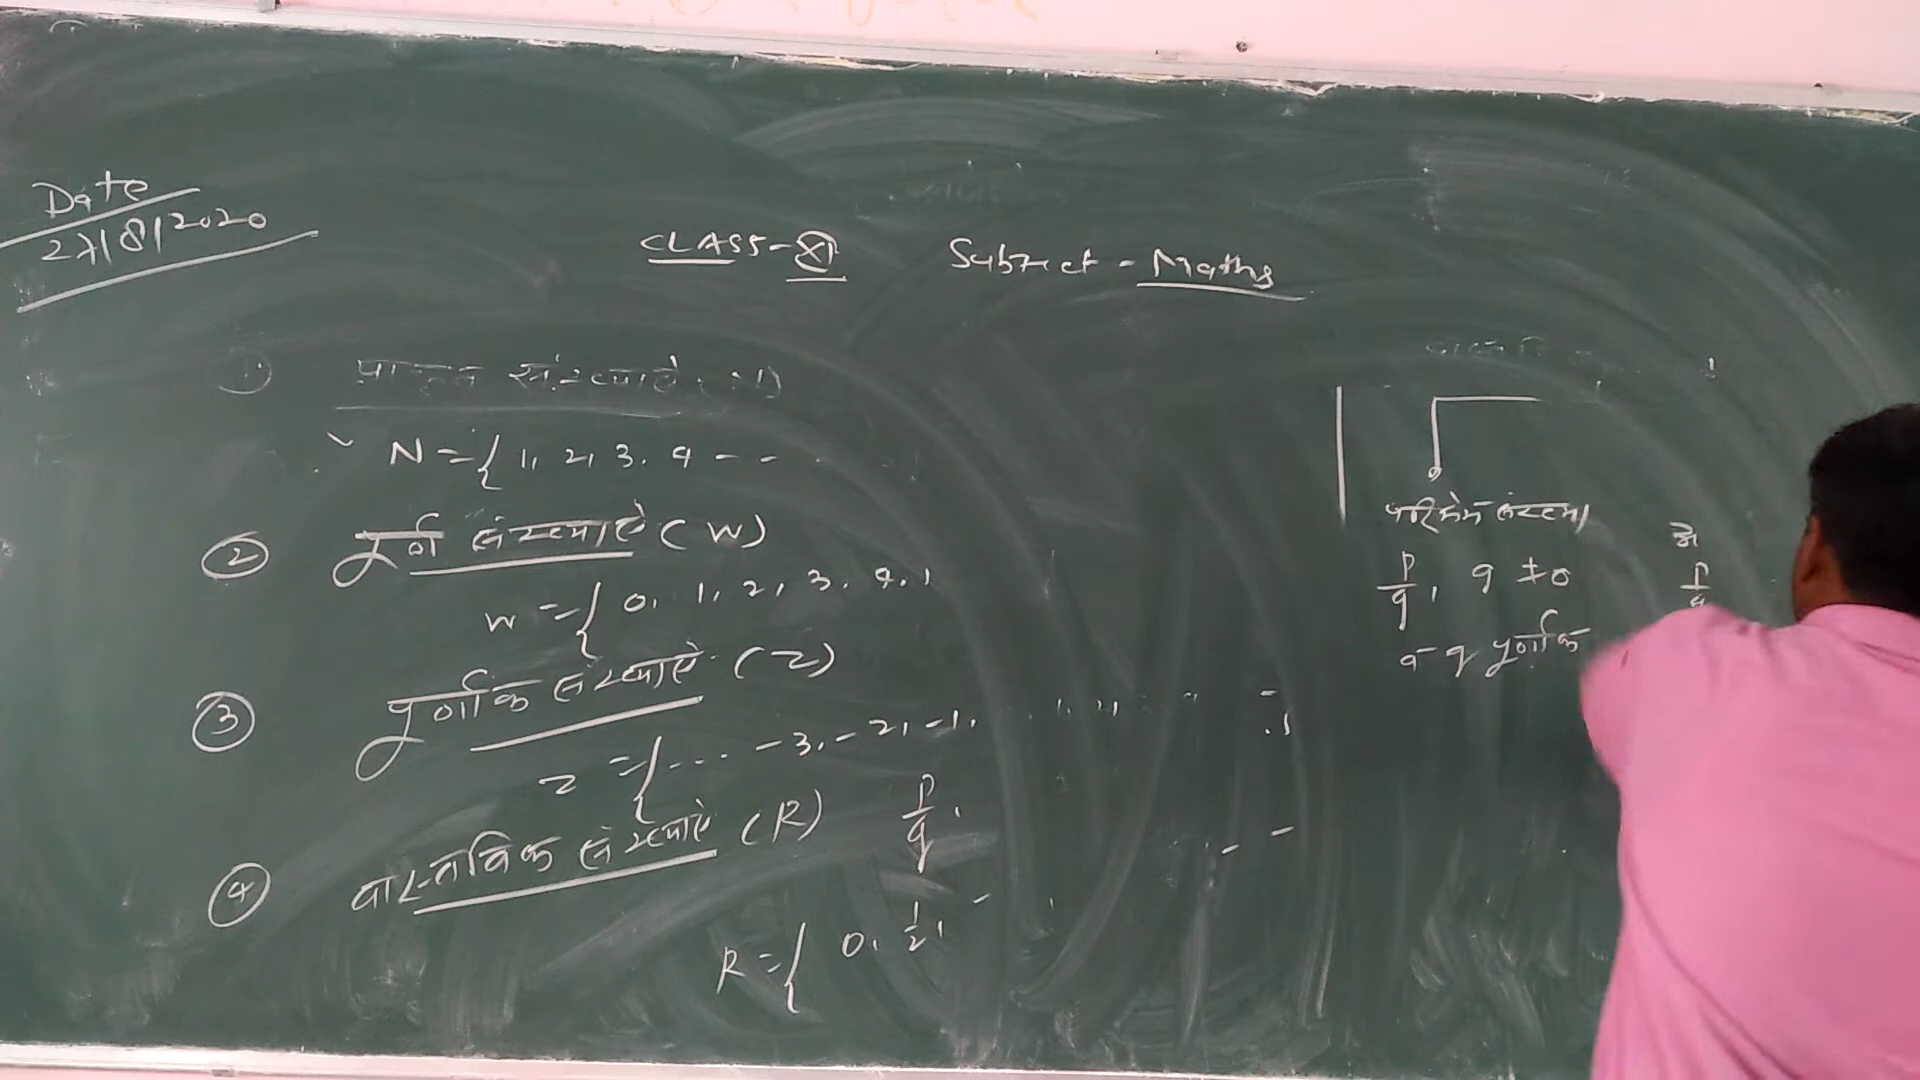 Date
27/8/2020
CLASS-XI Subject - Maths
① प्राकृत संख्याऐ (N)
N = { 1, 2, 3, 4 - -
② पूर्ण संख्याऐ (W)
W = { 0, 1, 2, 3, 4,
③ पूर्णांक संख्याऐ (Z)
Z = { ... -3, -2, -1,
④ वास्तविक संख्याऐ (R) p/q,
R = { 0, 1/2,
परिमेय संख्या
p/q, q ≠ 0
व q पूर्णांक
p/q